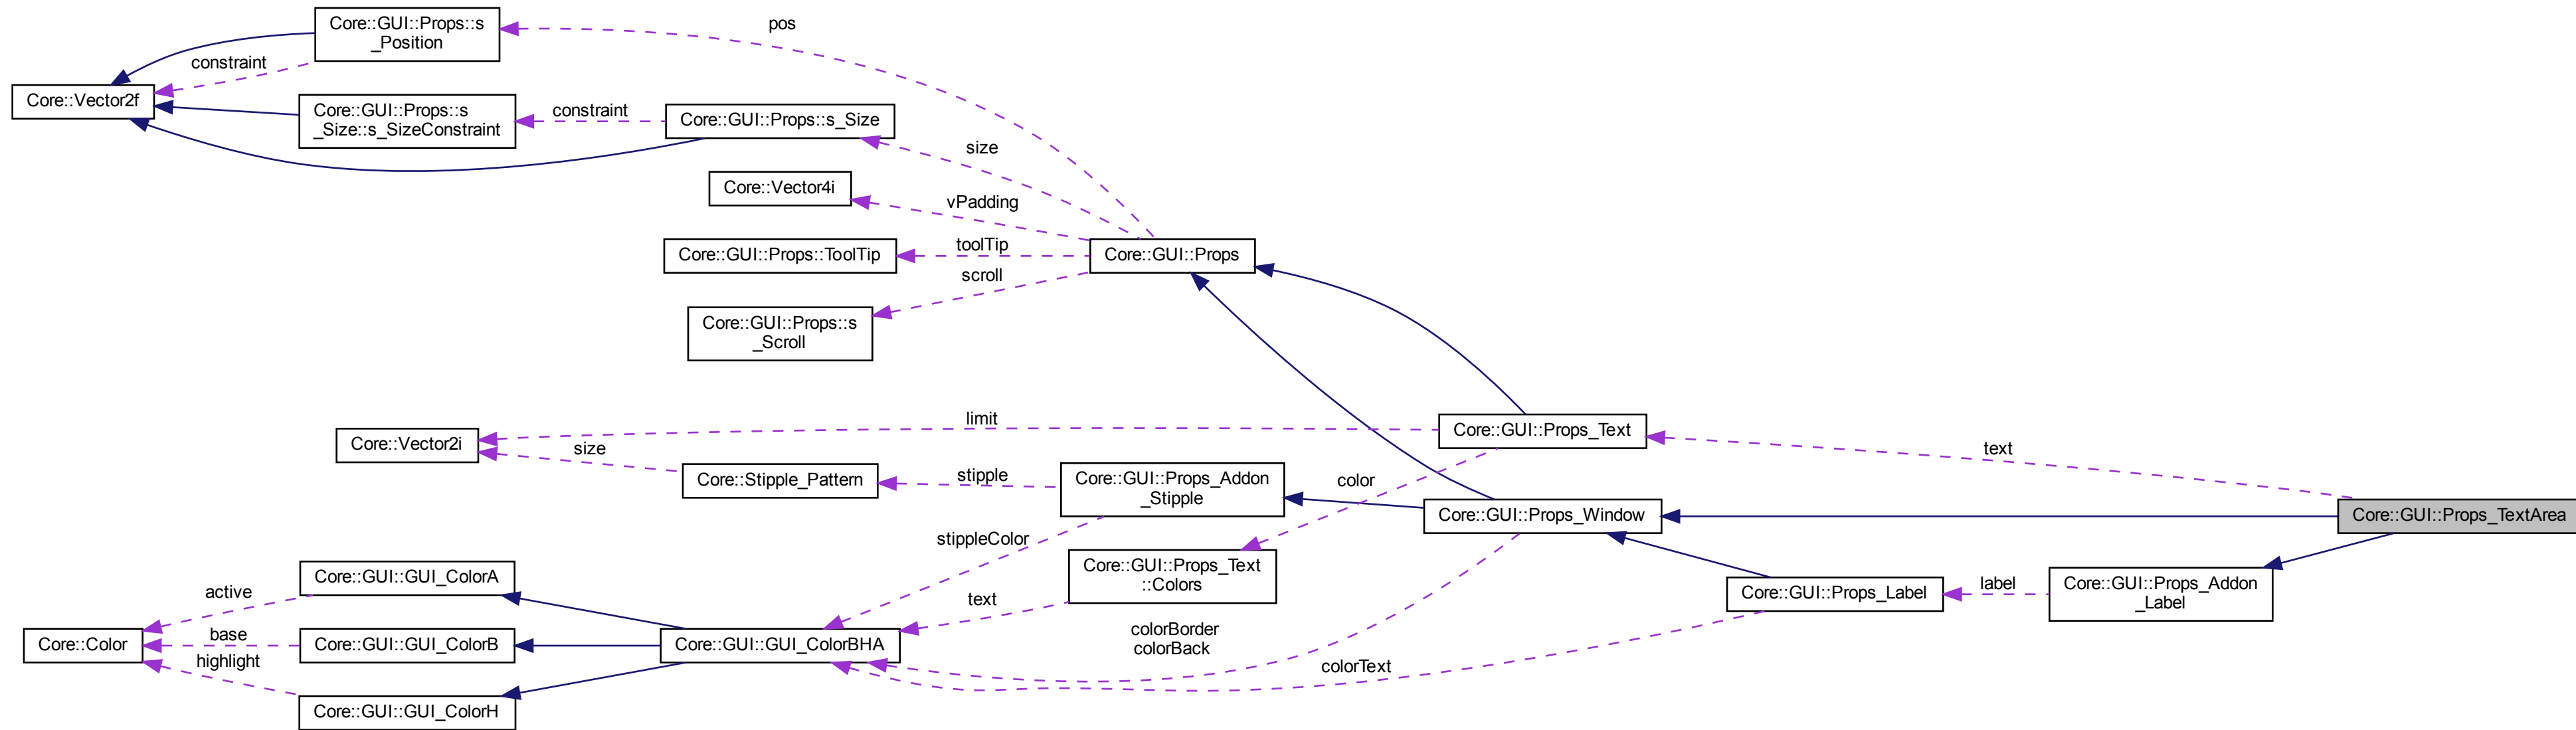 Core::GUI::Props::s
_Position
pos
constraint
Core::Vector2f
Core::GUI::Props::s
_Size::s_SizeConstraint
constraint
Core::GUI::Props::s_Size
size
Core::Vector4i
vPadding
Core::GUI::Props::ToolTip
toolTip
Core::GUI::Props
scroll
Core::GUI::Props::s
_Scroll
limit
Core::Vector2i
size
Core::GUI::Props_Text
text
Core::Stipple_Pattern
stipple
Core::GUI::Props_Addon
_Stipple
color
Core::GUI::Props_Window
Core::GUI::Props_TextArea
stippleColor
Core::GUI::Props_Text
::Colors
Core::GUI::GUI_ColorA
active
text
Core::GUI::Props_Label
label
Core::GUI::Props_Addon
_Label
Core::Color
base
Core::GUI::GUI_ColorB
Core::GUI::GUI_ColorBHA
colorBorder
colorBack
highlight
colorText
Core::GUI::GUI_ColorH